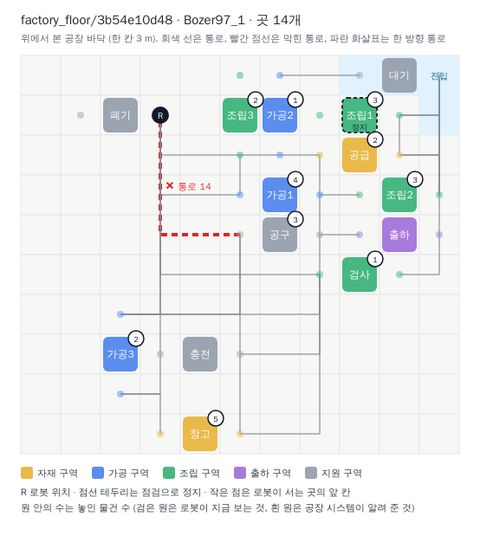 factory_floor/3b54e10d48 · Bozer97_1 · 곳 14개
위에서 본 공장 바닥 (한 칸 3 m). 회색 선은 통로, 빨간 점선은 막힌 통로, 파란 화살표는 한 방향 통로
대기
전립
폐기
R
조립3
2
가공2
1
조립1
3
정지
공급
2
✖ 통로 14
가공1
4
조립2
3
공구
3
출하
검사
1
가공3
2
충전
창고
5
자재 구역
가공 구역
조립 구역
출하 구역
지원 구역
R 로봇 위치 · 점선 테두리는 점검으로 정지 · 작은 점은 로봇이 서는 곳의 앞 칸
원 안의 수는 놓인 물건 수 (검은 원은 로봇이 지금 보는 것, 흰 원은 공장 시스템이 알려 준 것)